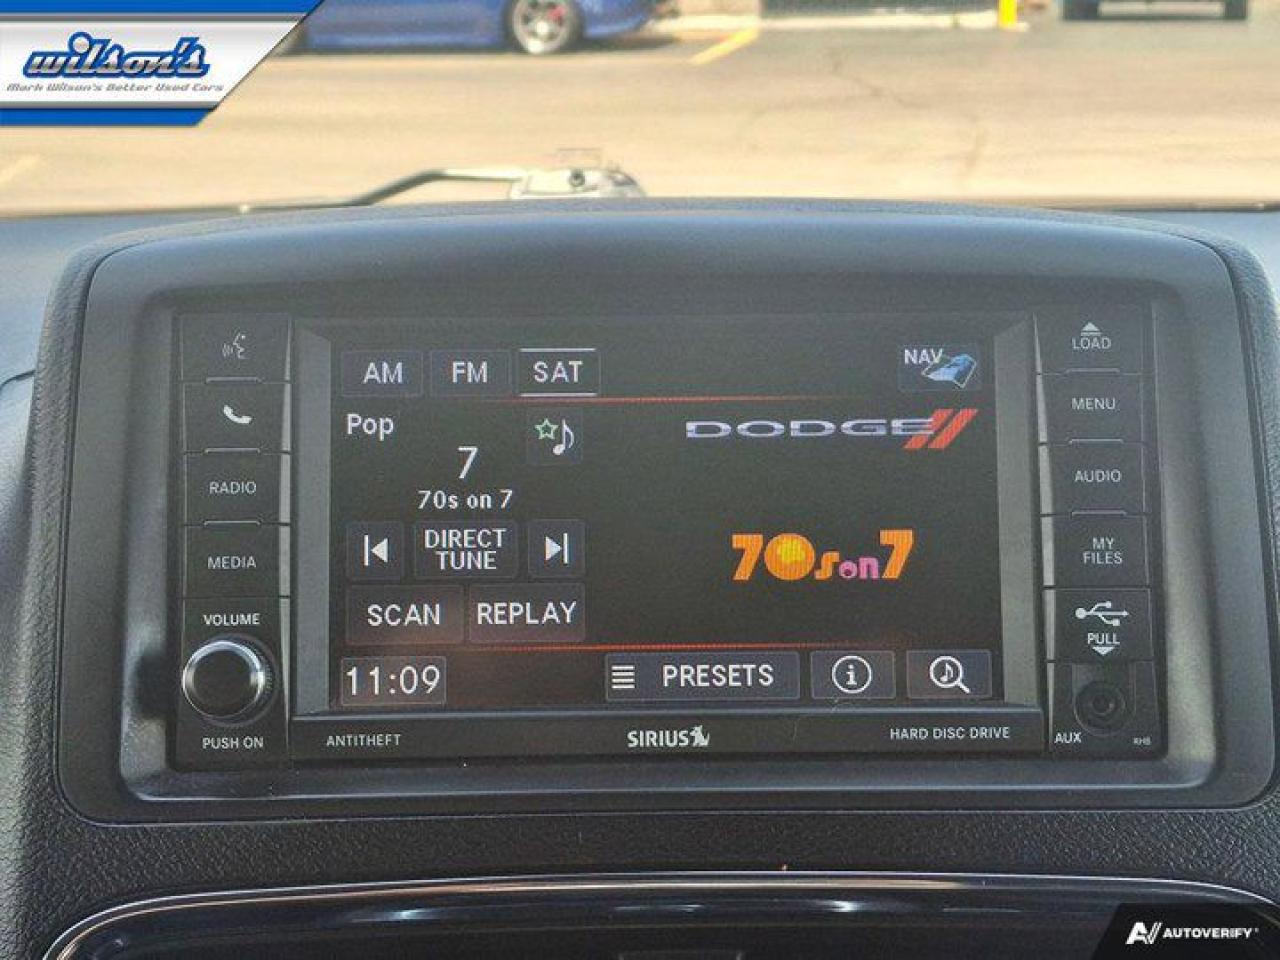 wilson's
Mark Wilson's Better Used Cars
LOAD
MENU
AUDIO
MY
FILES
PULL
AUX
RHB
RADIO
MEDIA
VOLUME
PUSH ON
AM FM SAT
NAV
Pop
DODGE
7
70s on 7
DIRECT
TUNE
70s on 7
SCAN REPLAY
11:09
PRESETS
i
ANTITHEFT
SIRIUS
HARD DISC DRIVE
AUTOVERIFY